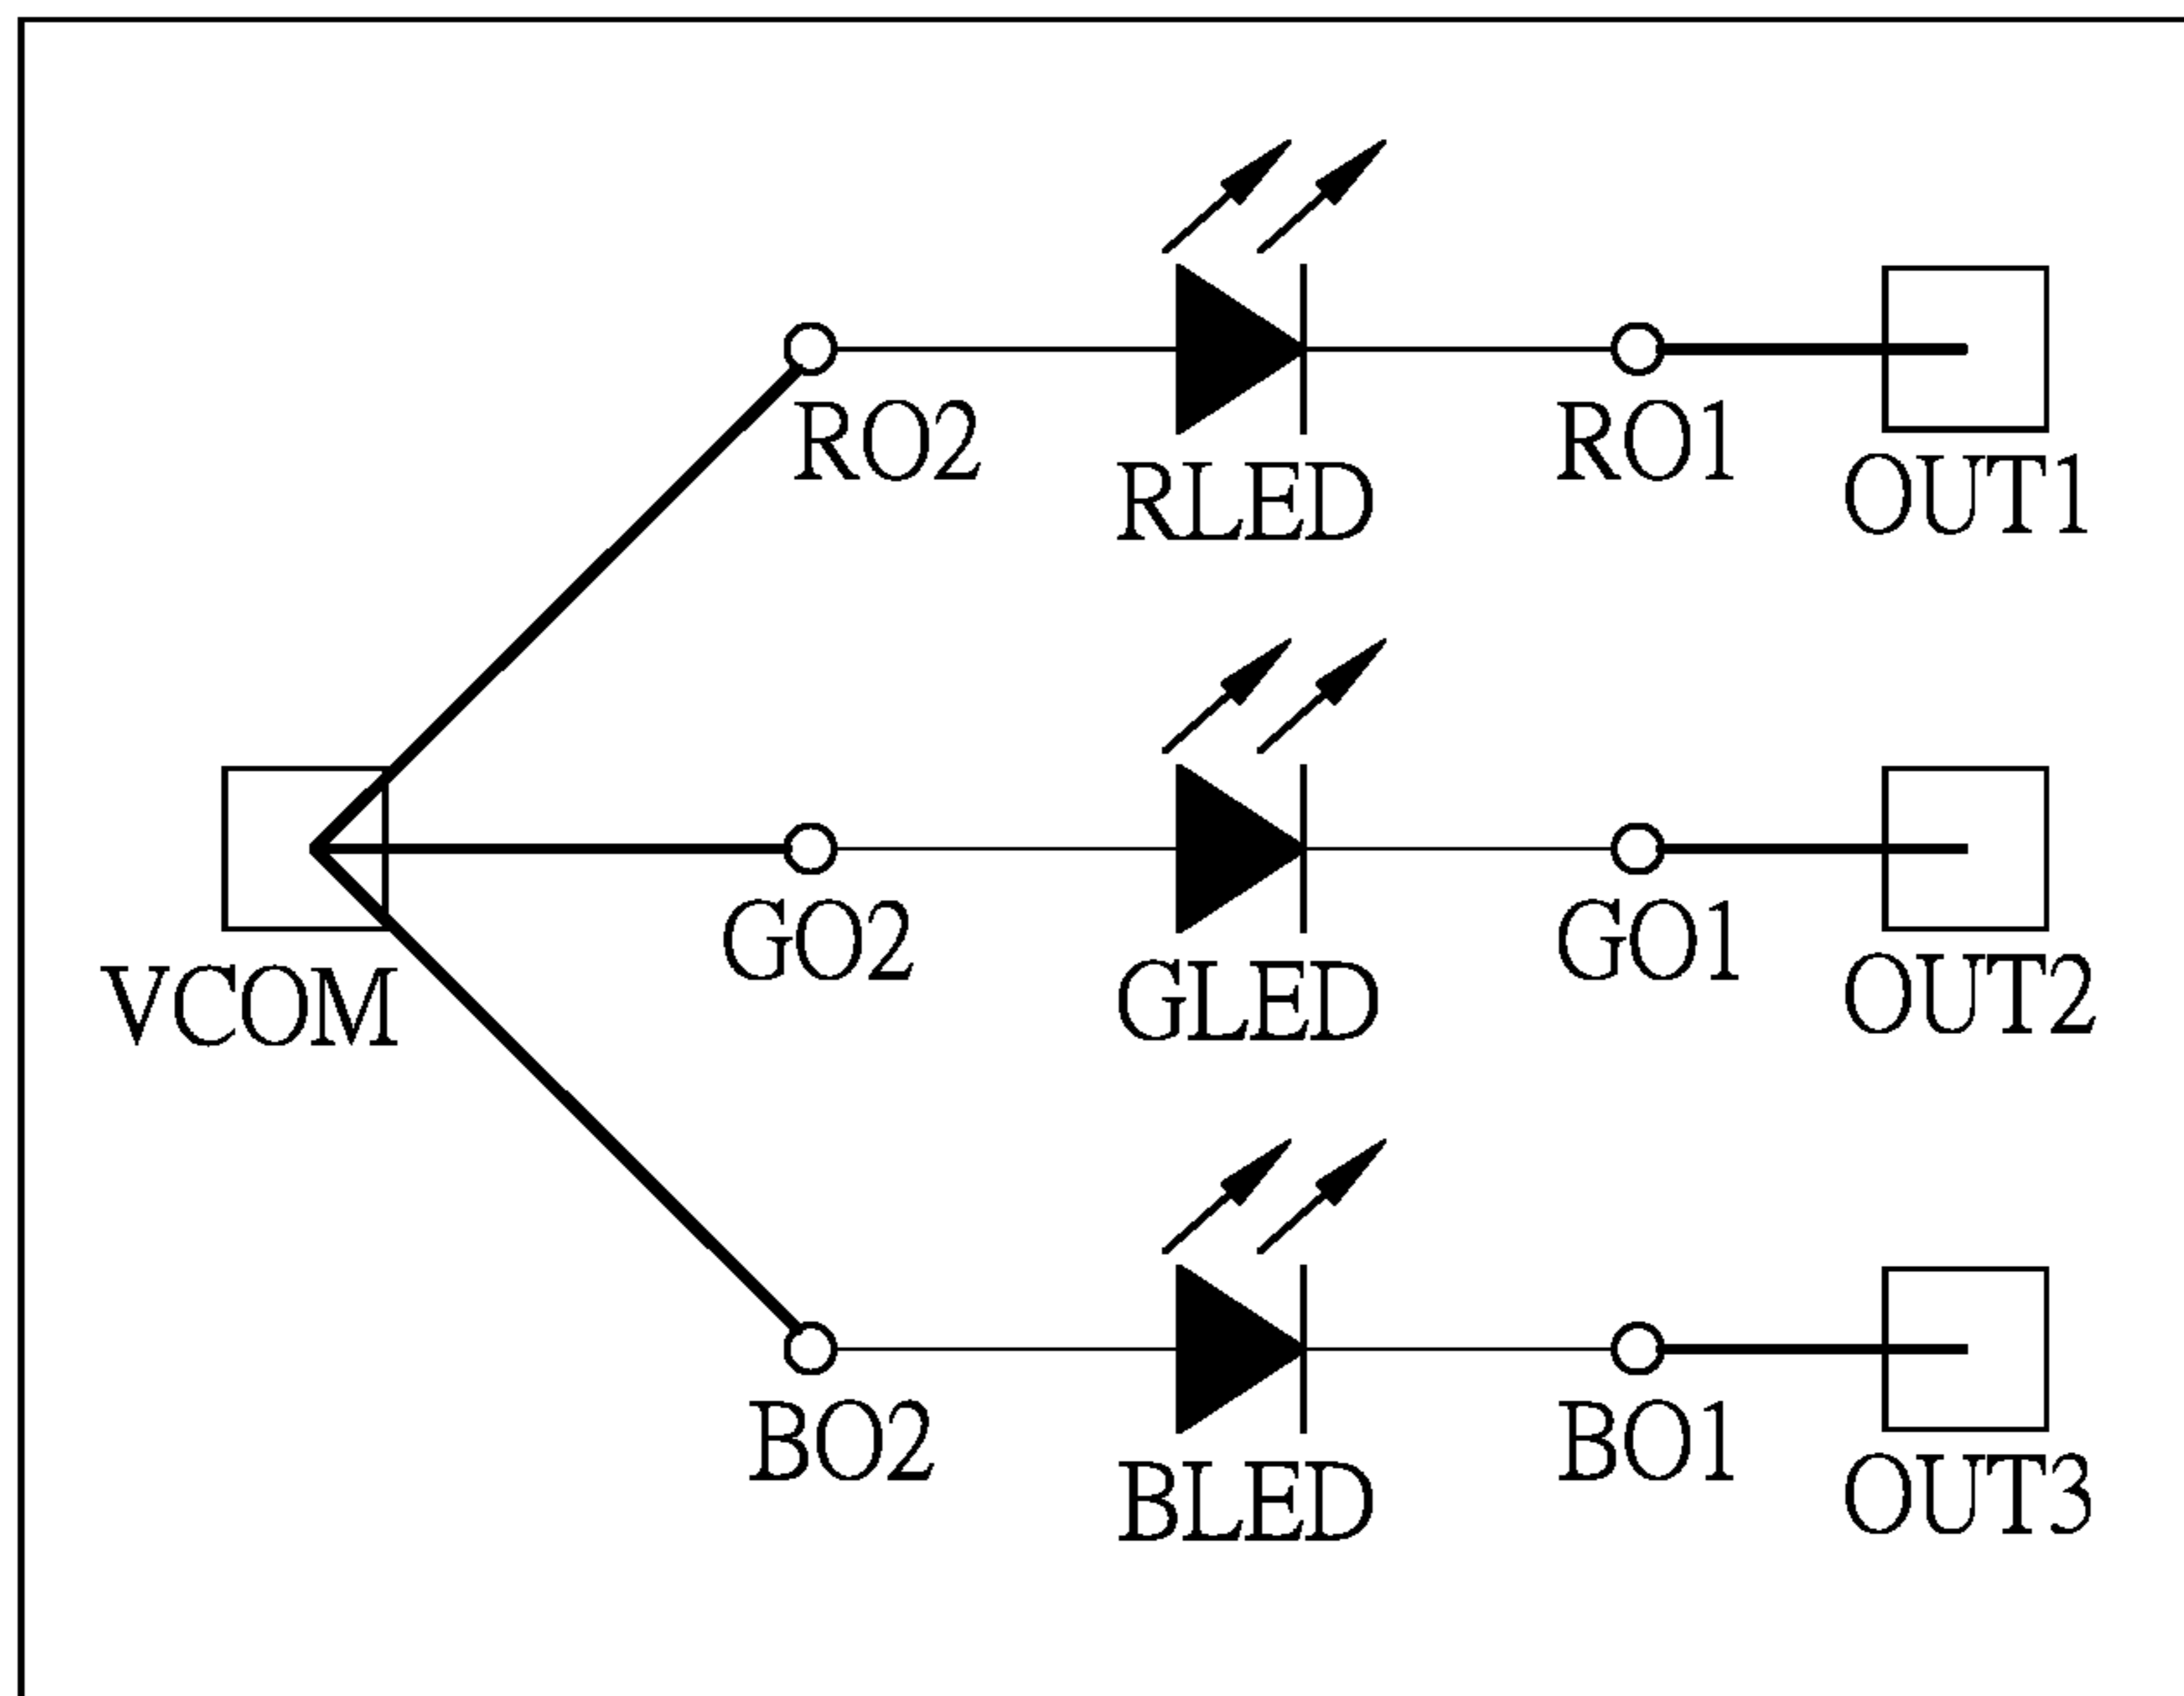 RO2
RLED
RO1
OUT1
VCOM
GO2
GLED
GO1
OUT2
BO2
BLED
BO1
OUT3